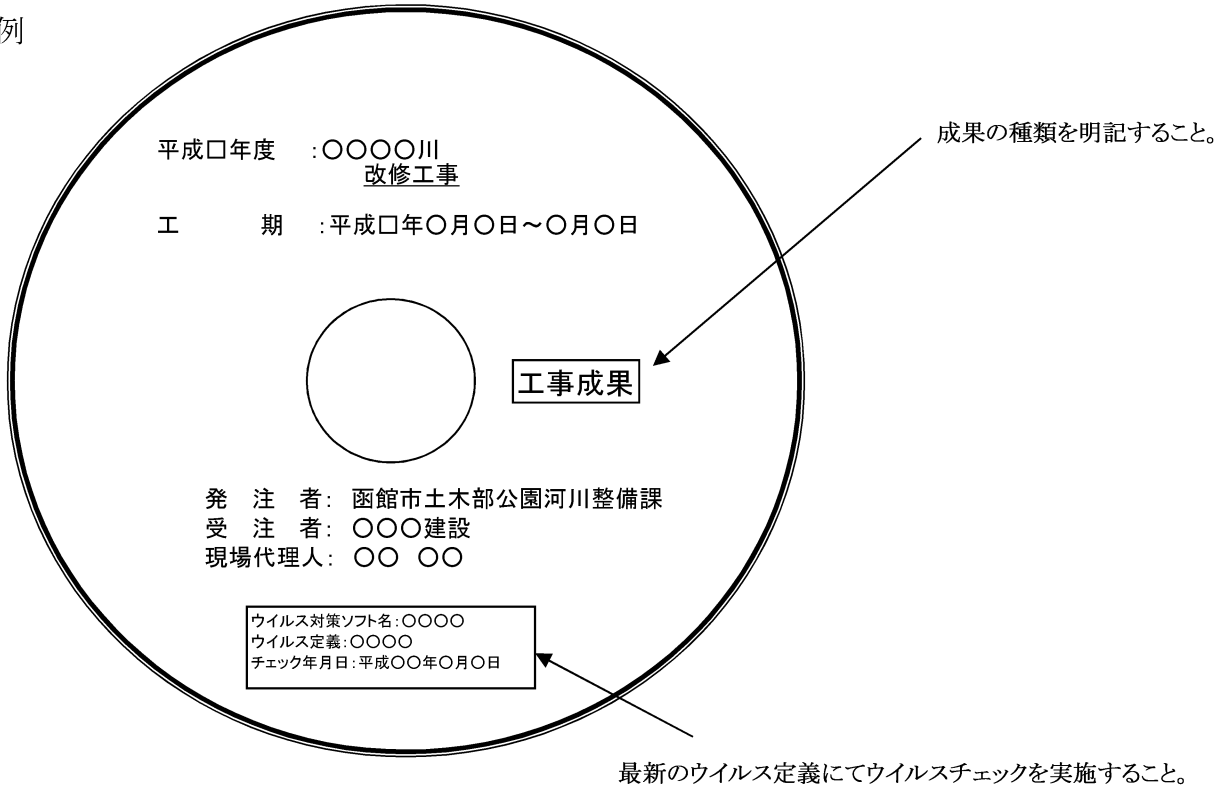 例
成果の種類を明記すること。
平成□年度　：○○○○川
改修工事
工　　　期　：平成□年○月○日～○月○日
工事成果
発　注　者：　函館市土木部公園河川整備課
受　注　者：　○○○建設
現場代理人：　○○　○○
ウイルス対策ソフト名：○○○○
ウイルス定義：○○○○
チェック年月日：平成○○年○月○日
最新のウイルス定義にてウイルスチェックを実施すること。